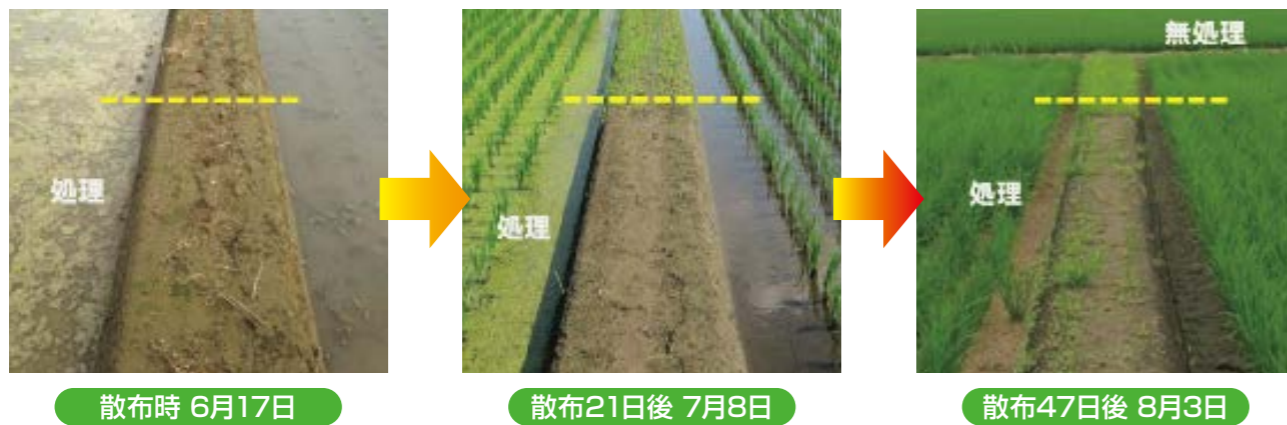 処理
処理
無処理
処理
散布時 6月17日
散布21日後 7月8日
散布47日後 8月3日